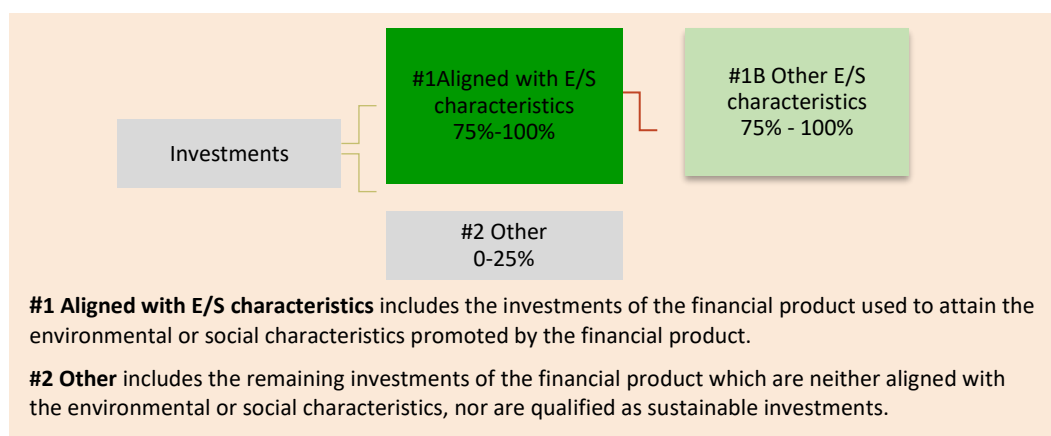 #1Aligned with E/S
characteristics
75%-100%
#1B Other E/S
characteristics
75% - 100%
Investments
#2 Other
0-25%
#1 Aligned with E/S characteristics includes the investments of the financial product used to attain the
environmental or social characteristics promoted by the financial product.
#2 Other includes the remaining investments of the financial product which are neither aligned with
the environmental or social characteristics, nor are qualified as sustainable investments.